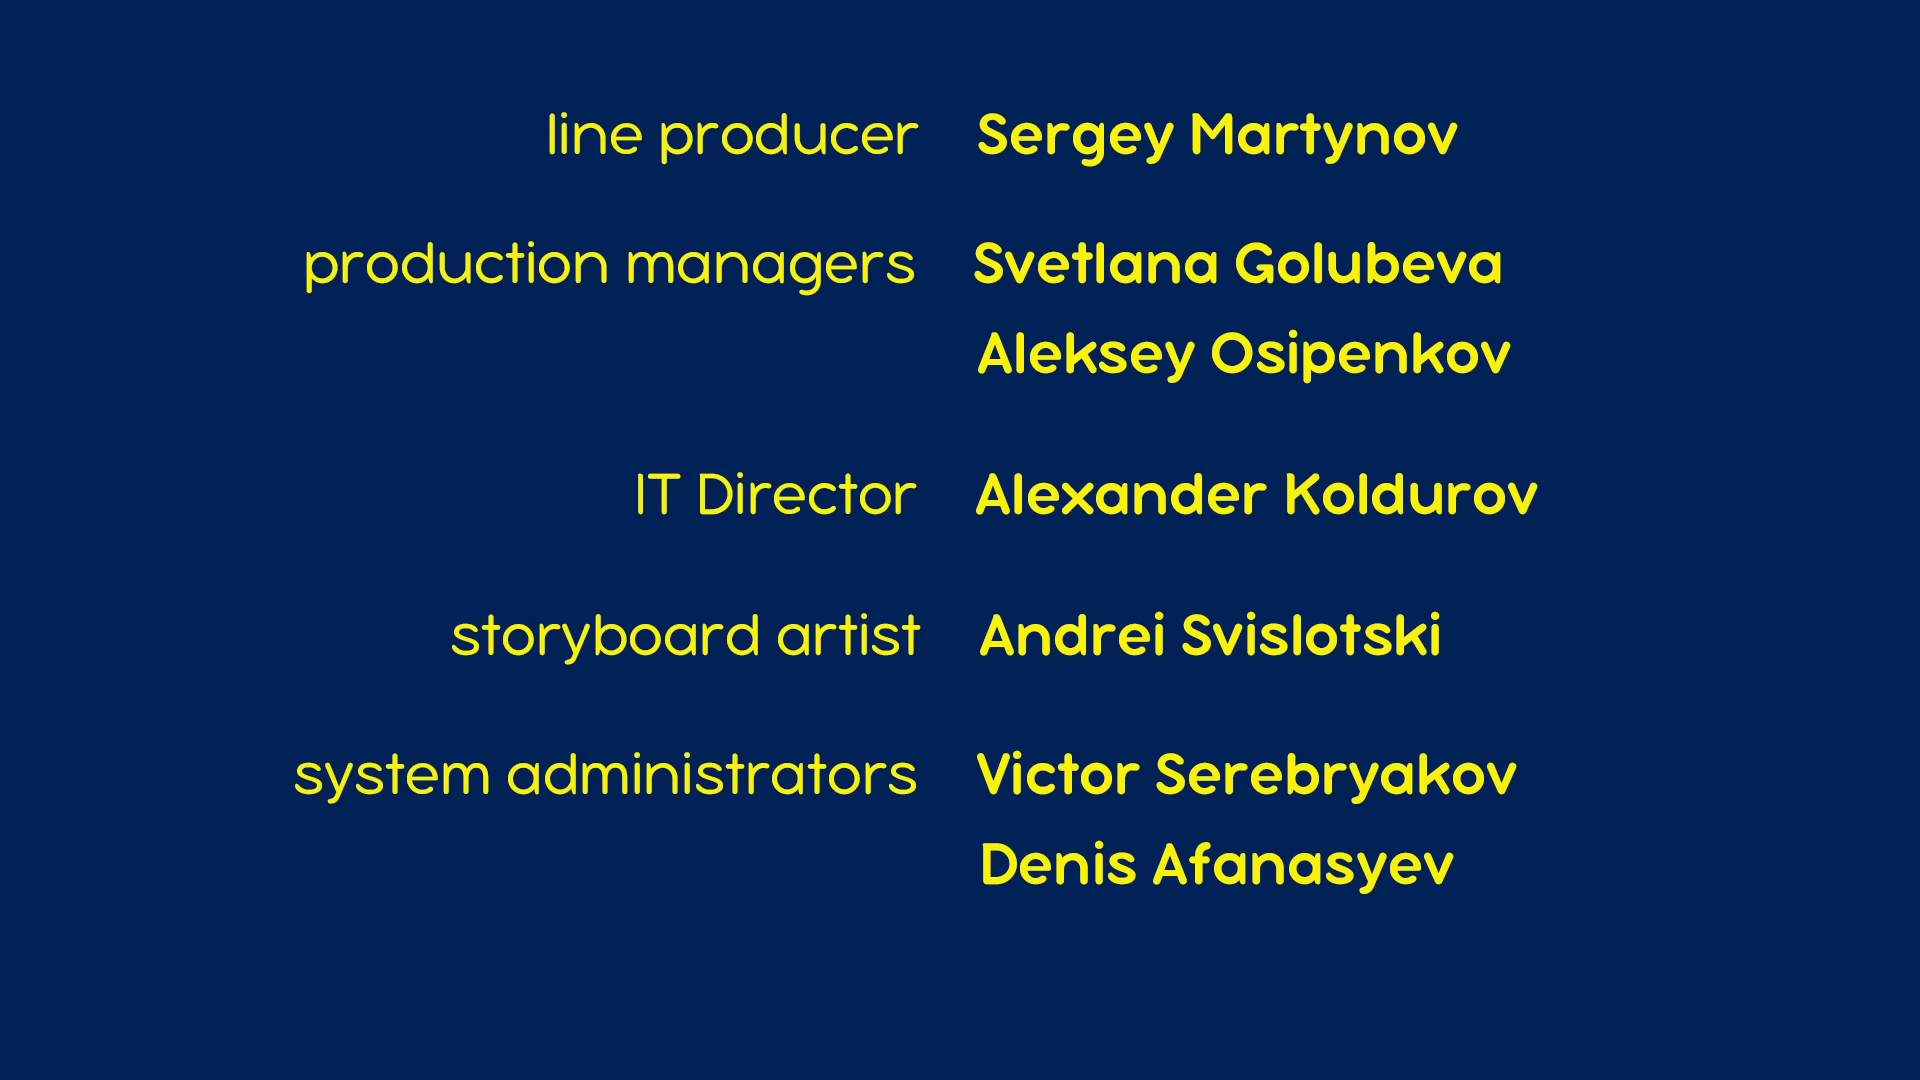 line producer Sergey Martynov
production managers Svetlana Golubeva
Aleksey Osipenkov
IT Director Alexander Koldurov
storyboard artist Andrei Svislotski
system administrators Victor Serebryakov
Denis Afanasyev